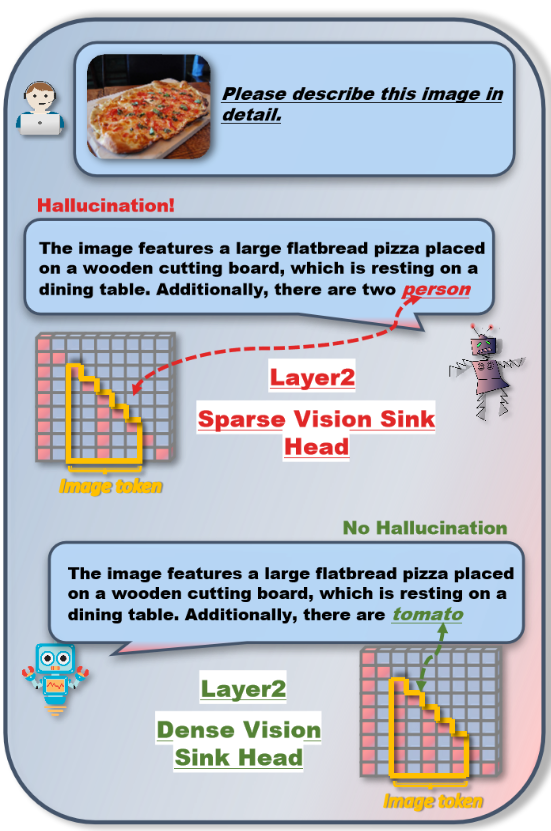 Please describe this image in
detail.
Hallucination!
The image features a large flatbread pizza placed
on a wooden cutting board, which is resting on a
dining table. Additionally, there are two person
Layer2
Sparse Vision Sink
Head
Image token
No Hallucination
The image features a large flatbread pizza placed
on a wooden cutting board, which is resting on a
dining table. Additionally, there are tomato
Layer2
Dense Vision
Sink Head
Image token